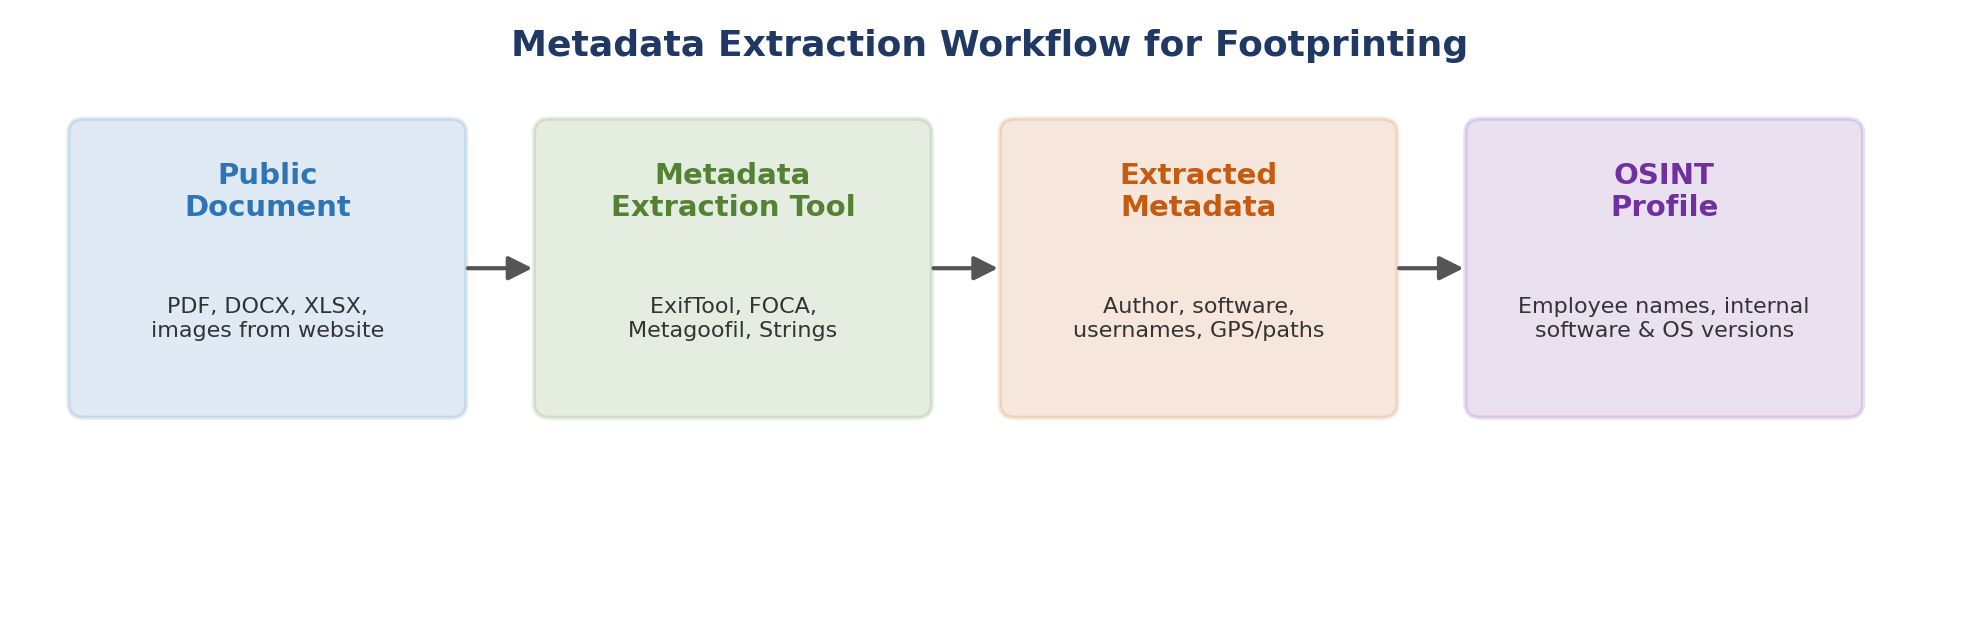 Metadata Extraction Workflow for Footprinting
Public
Document
PDF, DOCX, XLSX,
images from website
Metadata
Extraction Tool
ExifTool, FOCA,
Metagoofil, Strings
Extracted
Metadata
Author, software,
usernames, GPS/paths
OSINT
Profile
Employee names, internal
software & OS versions